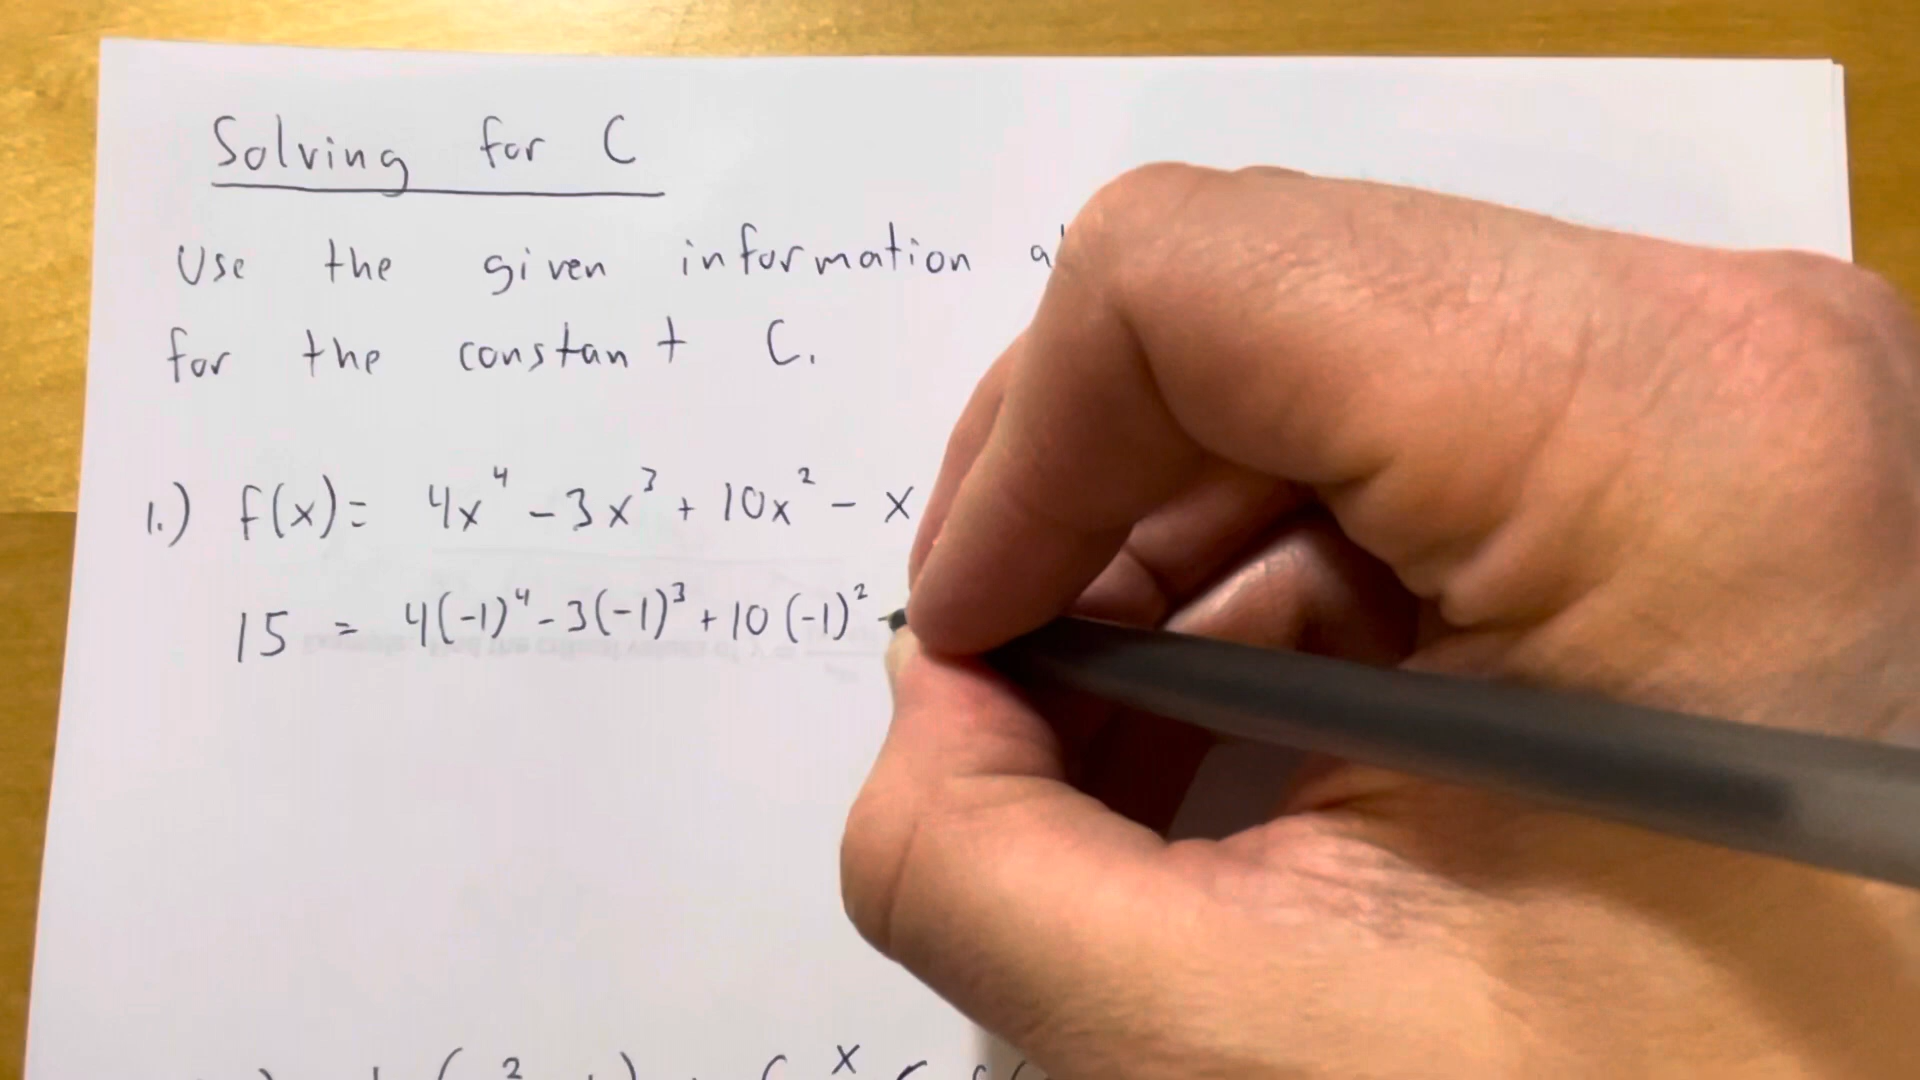 Solving for C
Use the given information
for the constant C.
1.) f(x) = 4x⁴ - 3x³ + 10x² - x
15 = 4(-1)⁴ - 3(-1)³ + 10(-1)² -